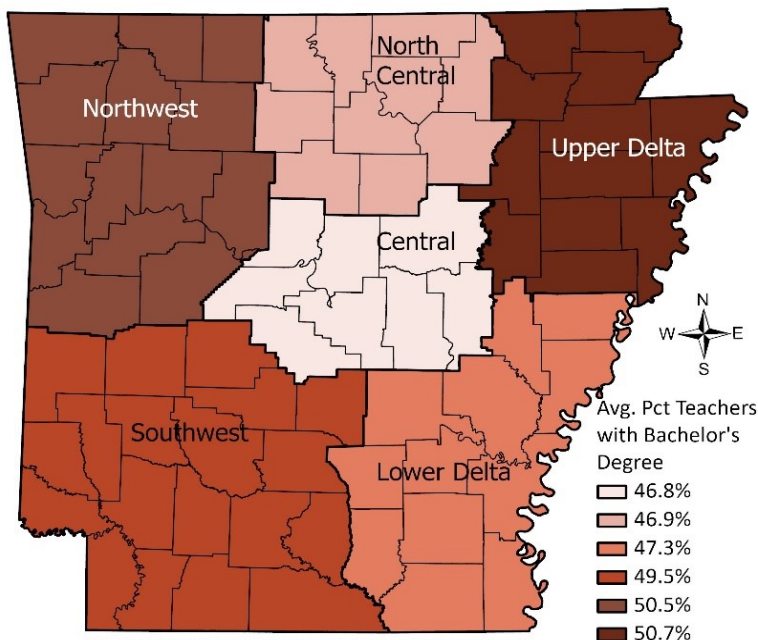 North
Central
Northwest
Upper Delta
Central
Southwest
Lower Delta
N
W E
S
Avg. Pct Teachers
with Bachelor's
Degree
46.8%
46.9%
47.3%
49.5%
50.5%
50.7%